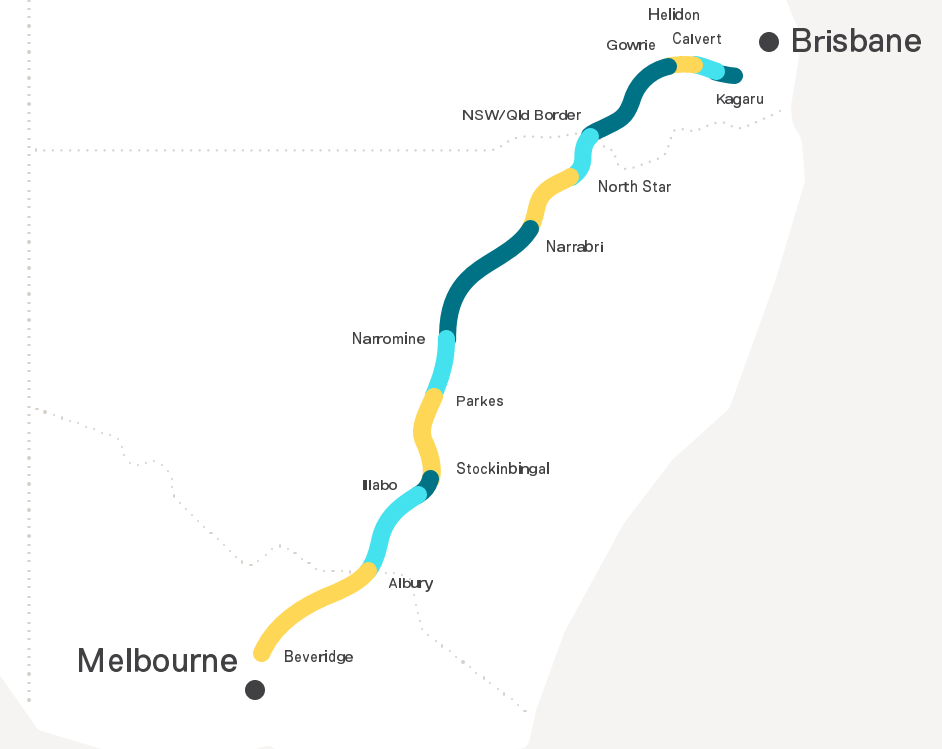 Helidon
Calvert
Brisbane
Gowrie
Kagaru
NSW/Qld Border
North Star
Narrabri
Narromine
Parkes
Stockinbingal
Illabo
Albury
Melbourne
Beveridge